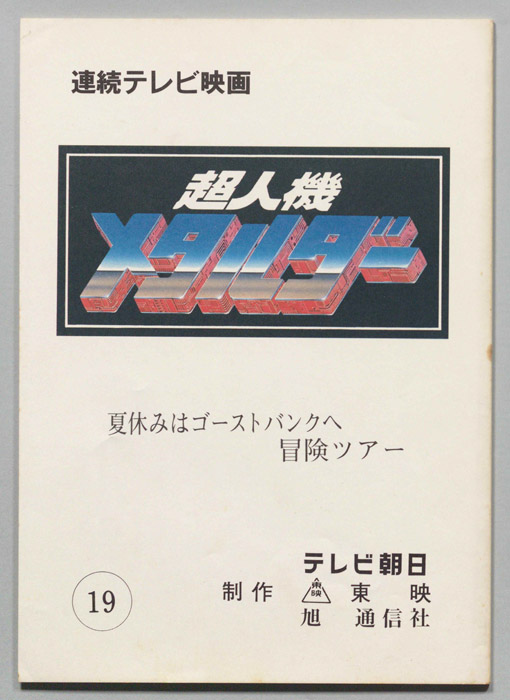 連続テレビ映画
超人機
メタルダー
夏休みはゴーストバンクへ
冒険ツアー
テレビ朝日
制作 東映 東映
旭通信社
19